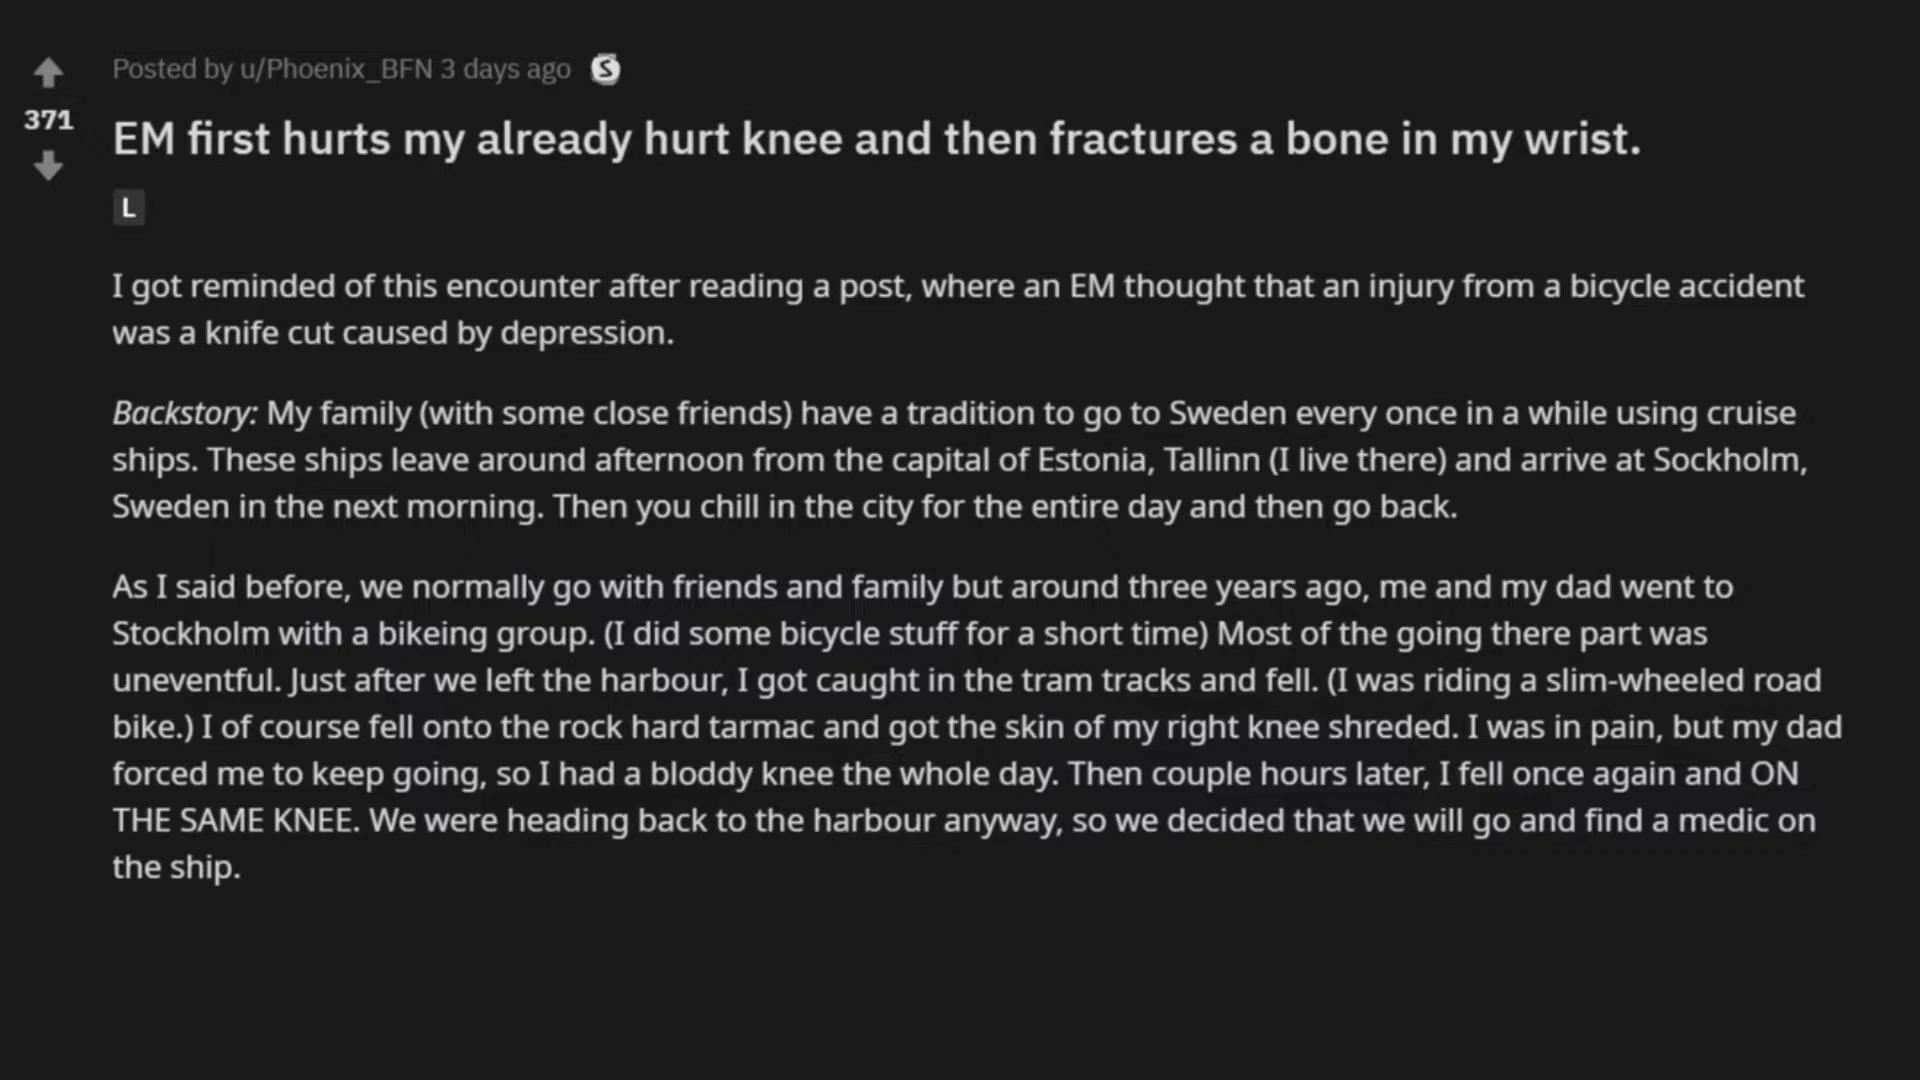 Posted by u/Phoenix_BFN 3 days ago S
371
EM first hurts my already hurt knee and then fractures a bone in my wrist.
L
I got reminded of this encounter after reading a post, where an EM thought that an injury from a bicycle accident
was a knife cut caused by depression.
Backstory: My family (with some close friends) have a tradition to go to Sweden every once in a while using cruise
ships. These ships leave around afternoon from the capital of Estonia, Tallinn (I live there) and arrive at Sockholm,
Sweden in the next morning. Then you chill in the city for the entire day and then go back.
As I said before, we normally go with friends and family but around three years ago, me and my dad went to
Stockholm with a bikeing group. (I did some bicycle stuff for a short time) Most of the going there part was
uneventful. Just after we left the harbour, I got caught in the tram tracks and fell. (I was riding a slim-wheeled road
bike.) I of course fell onto the rock hard tarmac and got the skin of my right knee shreded. I was in pain, but my dad
forced me to keep going, so I had a bloddy knee the whole day. Then couple hours later, I fell once again and ON
THE SAME KNEE. We were heading back to the harbour anyway, so we decided that we will go and find a medic on
the ship.